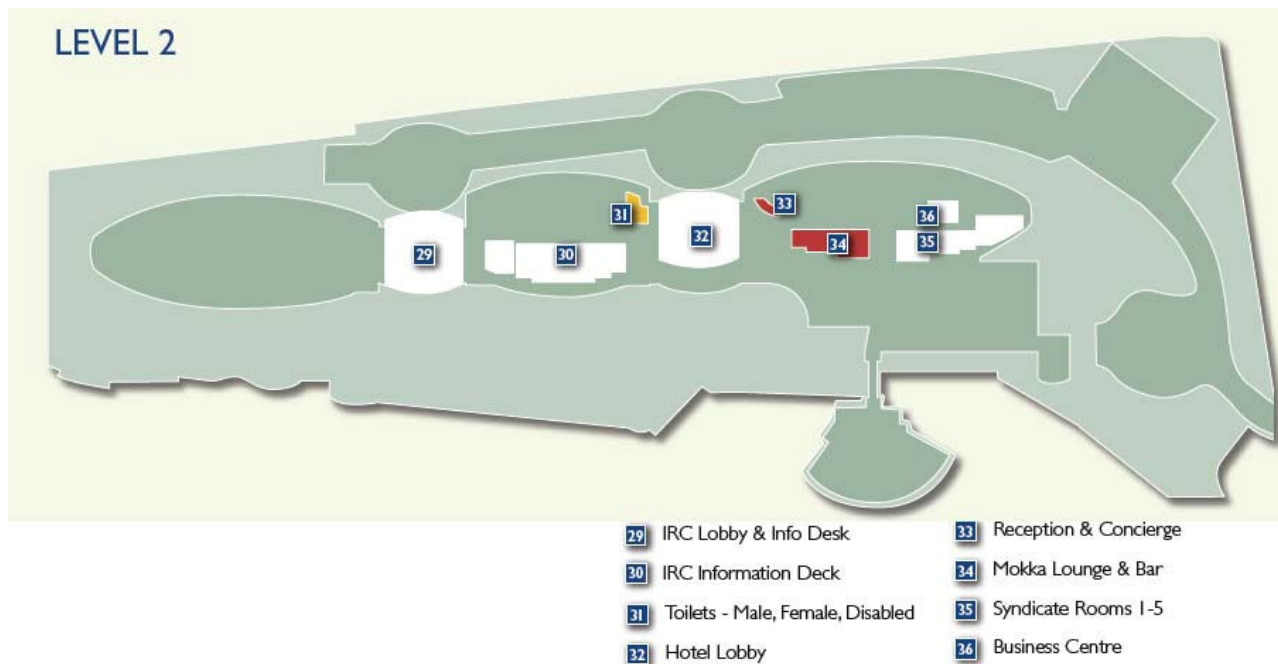 LEVEL 2
31
33
36
29
30
32
34
35
29 IRC Lobby & Info Desk
30 IRC Information Deck
31 Toilets - Male, Female, Disabled
32 Hotel Lobby
33 Reception & Concierge
34 Mokka Lounge & Bar
35 Syndicate Rooms 1-5
36 Business Centre